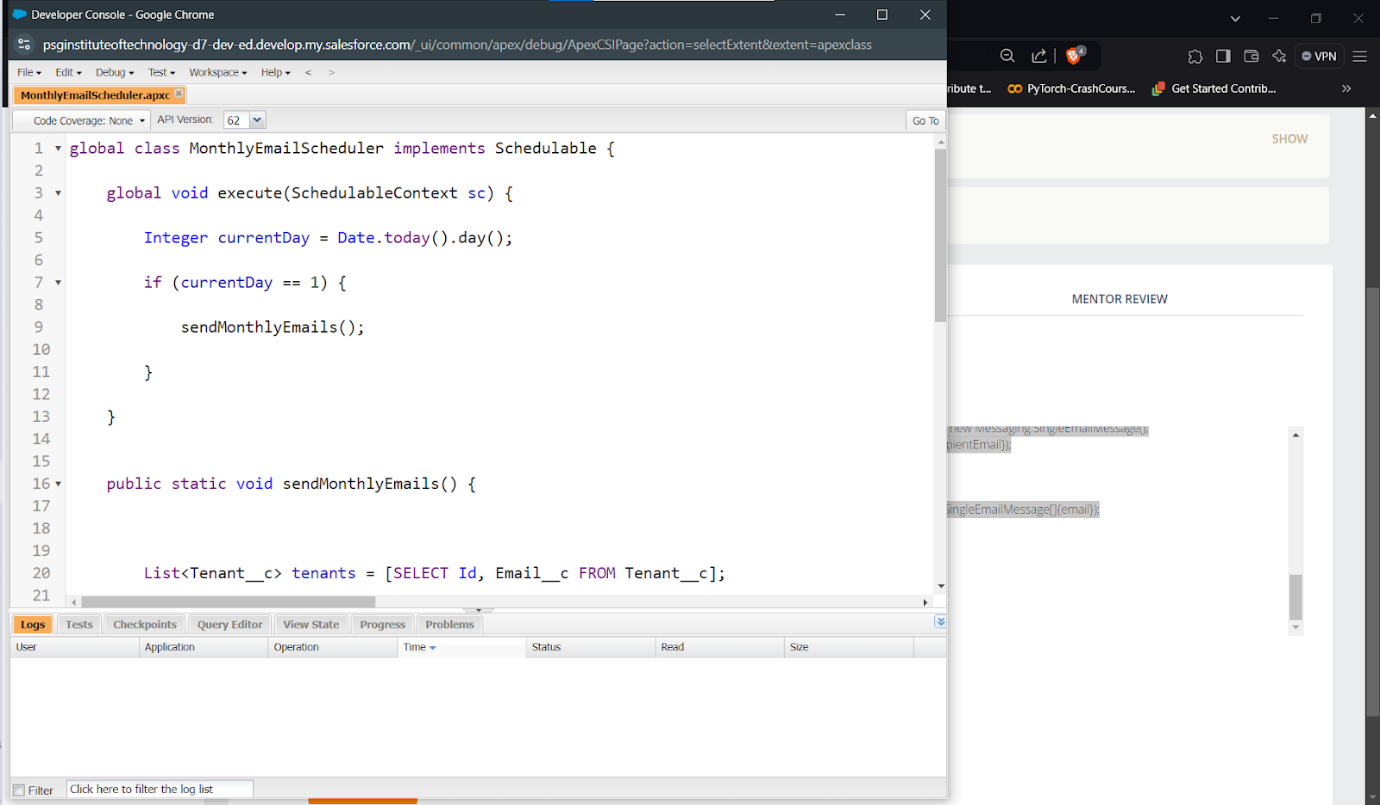 Developer Console - Google Chrome
psginstituteoftechnology-d7-dev-ed.develop.my.salesforce.com/_ui/common/apex/debug/ApexCSIPage?action=selectExtent&extent=apexclass
File Edit Debug Test Workspace Help < >
MonthlyEmailScheduler.apxc
Code Coverage: None API Version: 62 Go To
1 global class MonthlyEmailScheduler implements Schedulable {
2
3 global void execute(SchedulableContext sc) {
4
5 Integer currentDay = Date.today().day();
6
7 if (currentDay == 1) {
8
9 sendMonthlyEmails();
10
11 }
12
13 }
14
15
16 public static void sendMonthlyEmails() {
17
18
19
20 List<Tenant__c> tenants = [SELECT Id, Email__c FROM Tenant__c];
21
Logs Tests Checkpoints Query Editor View State Progress Problems
User Application Operation Time Status Read Size
Filter Click here to filter the log list
4
VPN
ribute t... PyTorch-CrashCours... Get Started Contrib... »
SHOW
MENTOR REVIEW
new Messaging.SingleEmailMessage();
pientEmail});
SingleEmailMessage[]{email});